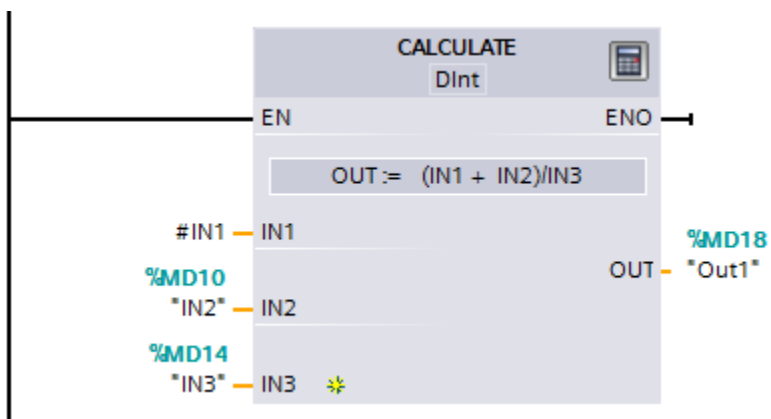 CALCULATE
DInt
EN ENO
OUT := (IN1 + IN2)/IN3
#IN1 IN1
%MD18
OUT "Out1"
%MD10
"IN2" IN2
%MD14
"IN3" IN3